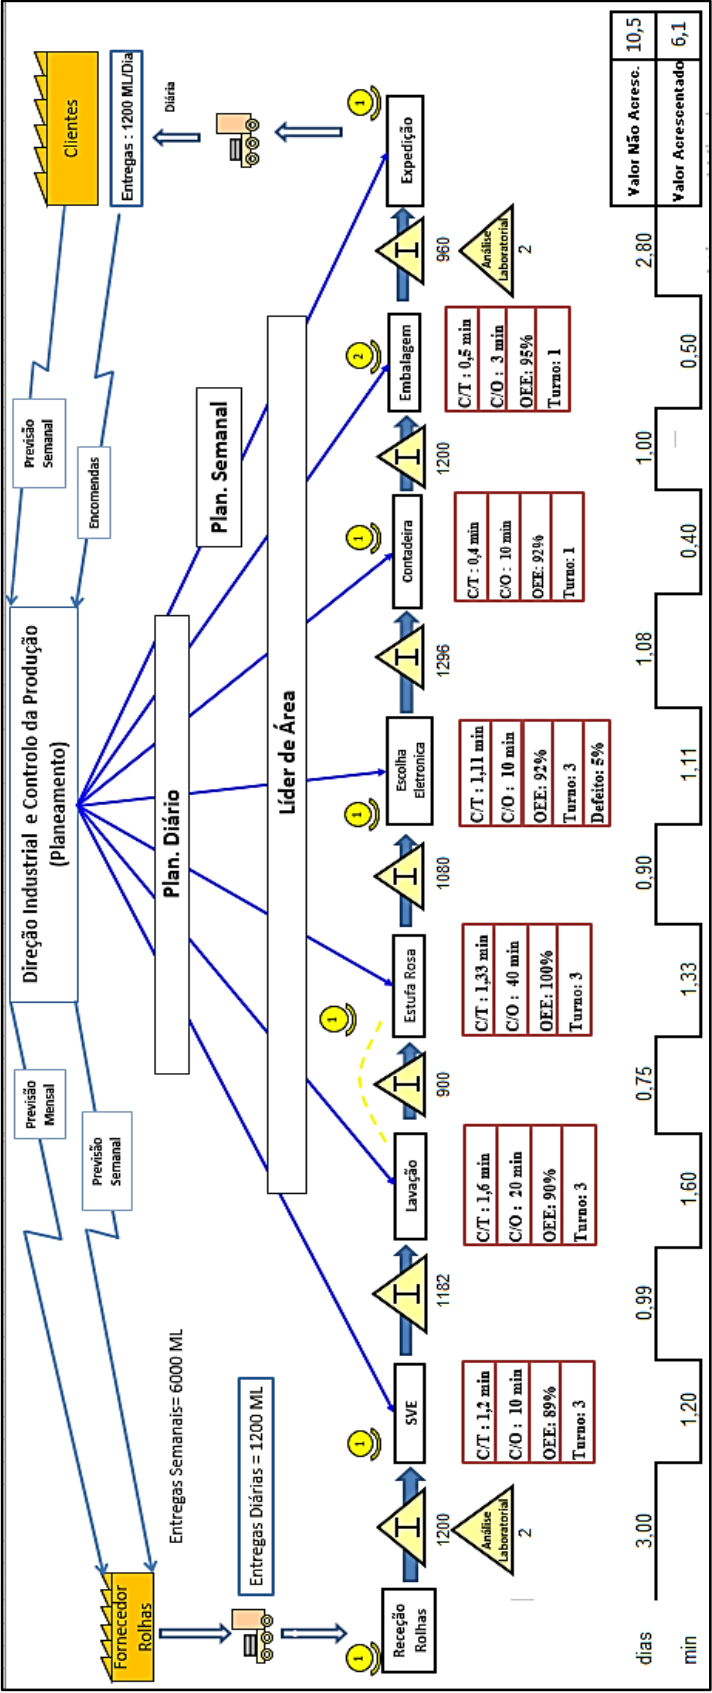 Fornecedor
Rolhas
Previsão
Mensal
Previsão
Semanal
Direção Industrial e Controlo da Produção
(Planeamento)
Previsão
Semanal
Encomendas
Clientes
Entregas : 1200 ML/Dia
Diária
Entregas Semanais= 6000 ML
Entregas Diárias = 1200 ML
Plan. Diário
Plan. Semanal
Líder de Área
1
Receção
Rolhas
I
1200
Análise
Laboratorial
2
1
SVE
C/T : 1,2 min
C/O : 10 min
OEE: 89%
Turno: 3
I
1182
Lavação
C/T : 1,6 min
C/O : 20 min
OEE: 90%
Turno: 3
I
900
1
Estufa Rosa
C/T : 1,33 min
C/O : 40 min
OEE: 100%
Turno: 3
I
1080
1
Escolha
Eletronica
C/T : 1,11 min
C/O : 10 min
OEE: 92%
Turno: 3
Defeito: 5%
I
1296
1
Contadeira
C/T : 0,4 min
C/O : 10 min
OEE: 92%
Turno: 1
I
1200
2
Embalagem
C/T : 0,5 min
C/O : 3 min
OEE: 95%
Turno: 1
I
960
Análise
Laboratorial
2
1
Expedição
dias 3,00 0,99 0,75 0,90 1,08 1,00 2,80 Valor Não Acresc. 10,5
min 1,20 1,60 1,33 1,11 0,40 0,50 Valor Acrescentado 6,1